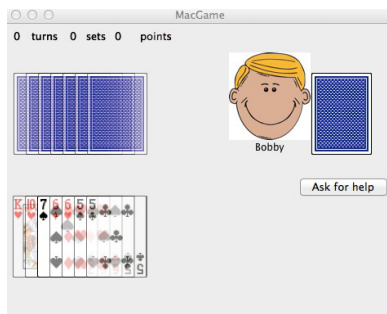 MacGame
0 turns 0 sets 0 points
Bobby
Ask for help
K 10 7 6 6 5 5
5